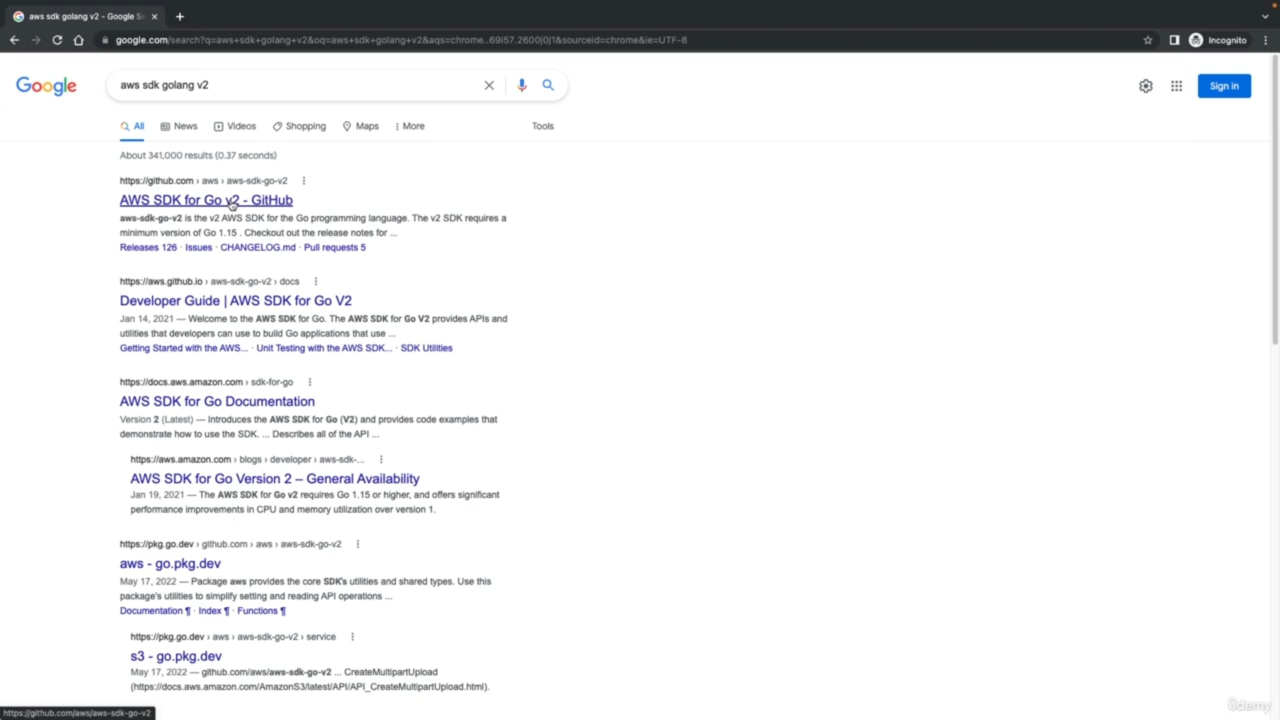 aws sdk golang v2 - Google Se
google.com/search?q=aws+sdk+golang+v2&oq=aws+sdk+golang+v2&aqs=chrome..69i57.2600j0j1&sourceid=chrome&ie=UTF-8
Incognito
Google
aws sdk golang v2
Sign in
All News Videos Shopping Maps More Tools
About 341,000 results (0.37 seconds)
https://github.com › aws › aws-sdk-go-v2
AWS SDK for Go v2 - GitHub
aws-sdk-go-v2 is the v2 AWS SDK for the Go programming language. The v2 SDK requires a
minimum version of Go 1.15 . Checkout out the release notes for ...
Releases 126 · Issues · CHANGELOG.md · Pull requests 5
https://aws.github.io › aws-sdk-go-v2 › docs
Developer Guide | AWS SDK for Go V2
Jan 14, 2021 — Welcome to the AWS SDK for Go. The AWS SDK for Go V2 provides APIs and
utilities that developers can use to build Go applications that use ...
Getting Started with the AWS... · Unit Testing with the AWS SDK... · SDK Utilities
https://docs.aws.amazon.com › sdk-for-go
AWS SDK for Go Documentation
Version 2 (Latest) — Introduces the AWS SDK for Go (V2) and provides code examples that
demonstrate how to use the SDK. ... Describes all of the API ...
https://aws.amazon.com › blogs › developer › aws-sdk-...
AWS SDK for Go Version 2 – General Availability
Jan 19, 2021 — The AWS SDK for Go v2 requires Go 1.15 or higher, and offers significant
performance improvements in CPU and memory utilization over version 1.
https://pkg.go.dev › github.com › aws › aws-sdk-go-v2
aws - go.pkg.dev
May 17, 2022 — Package aws provides the core SDK's utilities and shared types. Use this
package's utilities to simplify setting and reading API operations ...
Documentation ¶ · Index ¶ · Functions ¶
https://pkg.go.dev › aws › aws-sdk-go-v2 › service
s3 - go.pkg.dev
May 17, 2022 — github.com/aws/aws-sdk-go-v2 ... CreateMultipartUpload
(https://docs.aws.amazon.com/AmazonS3/latest/API/API_CreateMultipartUpload.html).
https://github.com/aws/aws-sdk-go-v2
ûdemy